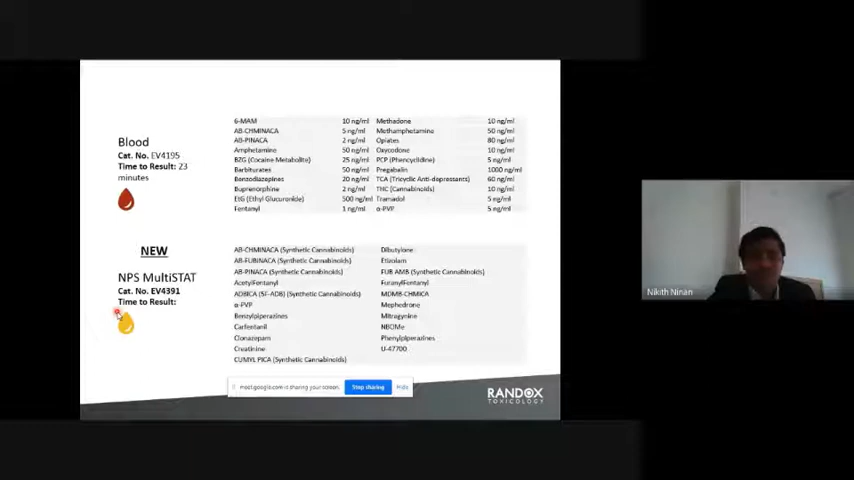 Blood
Cat. No. EV4195
Time to Result: 23
minutes
6-MAM 10 ng/ml Methadone 10 ng/ml
AB-CHMINACA 5 ng/ml Methamphetamine 50 ng/ml
AB-PINACA 2 ng/ml Opiates 80 ng/ml
Amphetamine 50 ng/ml Oxycodone 10 ng/ml
BZG (Cocaine Metabolite) 25 ng/ml PCP (Phencyclidine) 5 ng/ml
Barbiturates 50 ng/ml Pregabalin 1000 ng/ml
Benzodiazepines 20 ng/ml TCA (Tricyclic Anti-depressants) 60 ng/ml
Buprenorphine 2 ng/ml THC (Cannabinoids) 10 ng/ml
EtG (Ethyl Glucuronide) 500 ng/ml Tramadol 5 ng/ml
Fentanyl 1 ng/ml α-PVP 5 ng/ml
NEW
NPS MultiSTAT
Cat. No. EV4391
Time to Result:
AB-CHMINACA (Synthetic Cannabinoids) Dibutylone
AB-FUBINACA (Synthetic Cannabinoids) Etizolam
AB-PINACA (Synthetic Cannabinoids) FUB AMB (Synthetic Cannabinoids)
AcetylFentanyl FuranylFentanyl
ADBICA (5F-ADB) (Synthetic Cannabinoids) MDMB-CHMICA
α-PVP Mephedrone
Benzylpiperazines Mitragynine
Carfentanil NBOMe
Clonazepam Phenylpiperazines
Creatinine U-47700
CUMYL PICA (Synthetic Cannabinoids)
meet.google.com is sharing your screen. Stop sharing Hide
RANDOX
TOXICOLOGY
Nikith Ninan